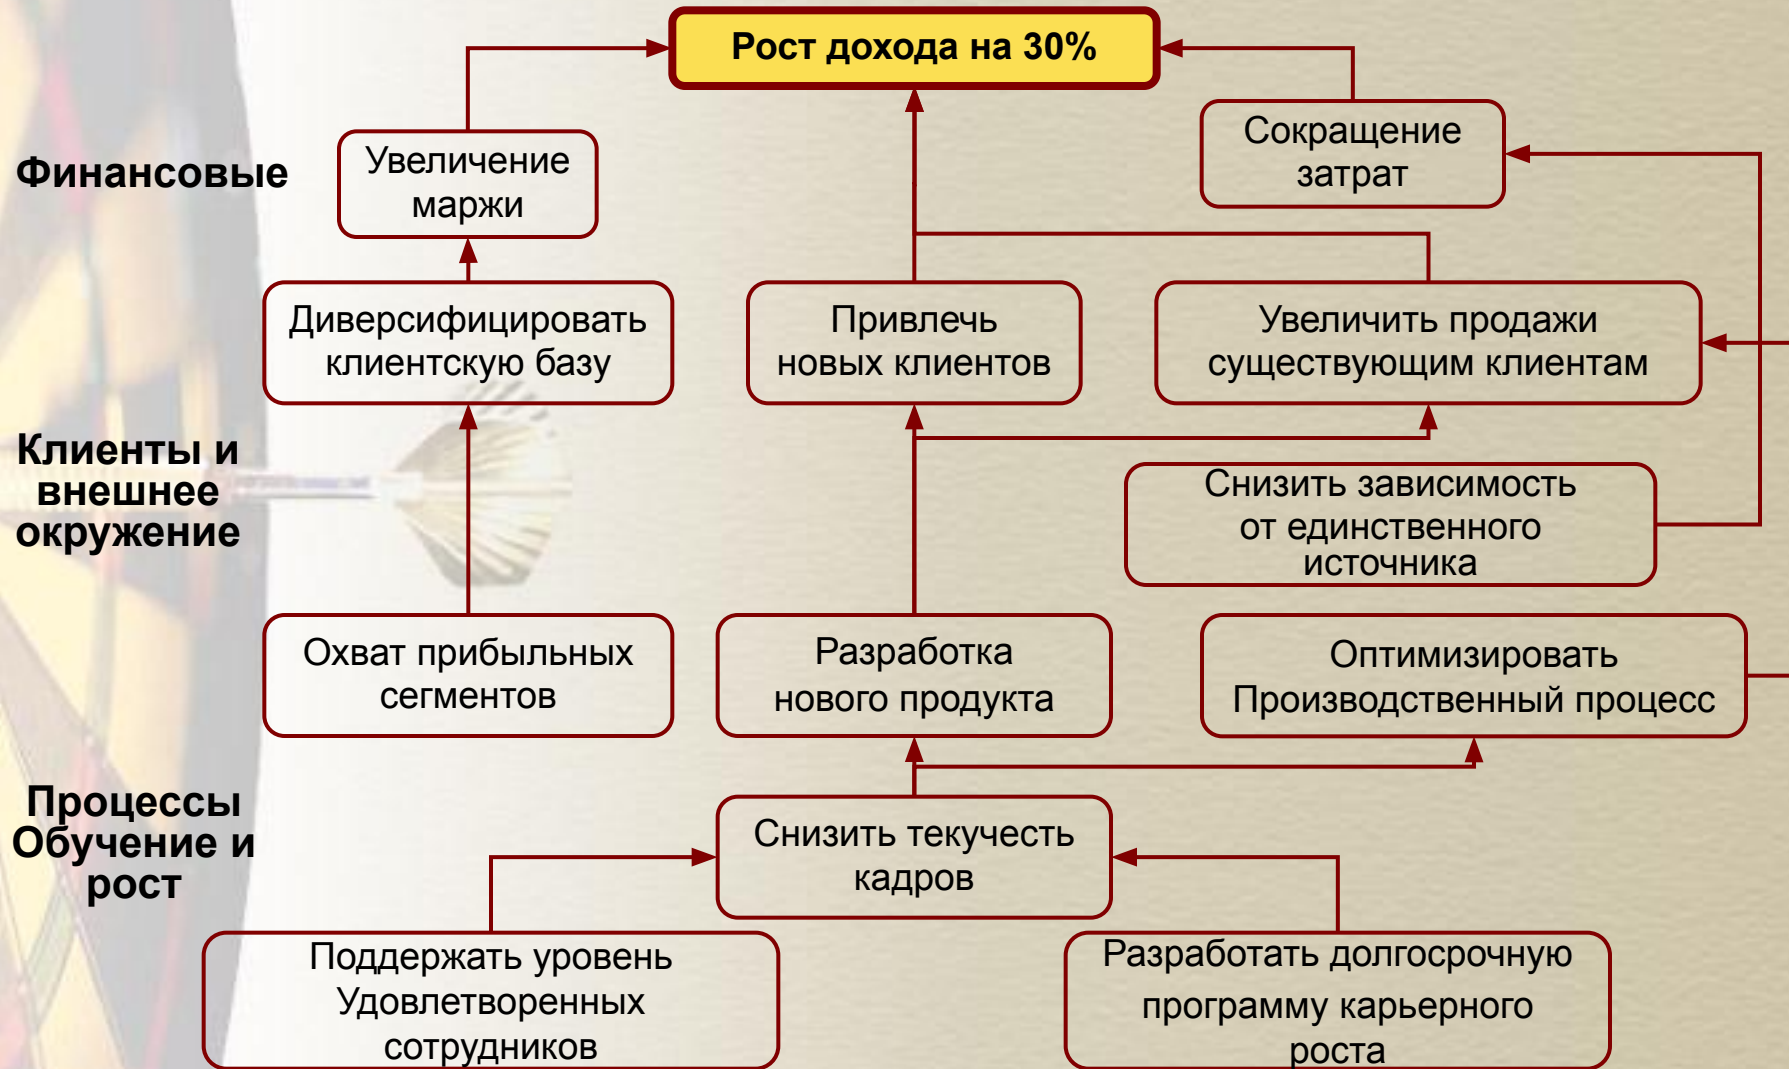 Рост дохода на 30%
Финансовые
Увеличение
маржи
Сокращение
затрат
Диверсифицировать
клиентскую базу
Привлечь
новых клиентов
Увеличить продажи
существующим клиентам
Клиенты и
внешнее
окружение
Снизить зависимость
от единственного
источника
Охват прибыльных
сегментов
Разработка
нового продукта
Оптимизировать
Производственный процесс
Процессы
Обучение и
рост
Снизить текучесть
кадров
Поддержать уровень
Удовлетворенных
сотрудников
Разработать долгосрочную
программу карьерного
роста